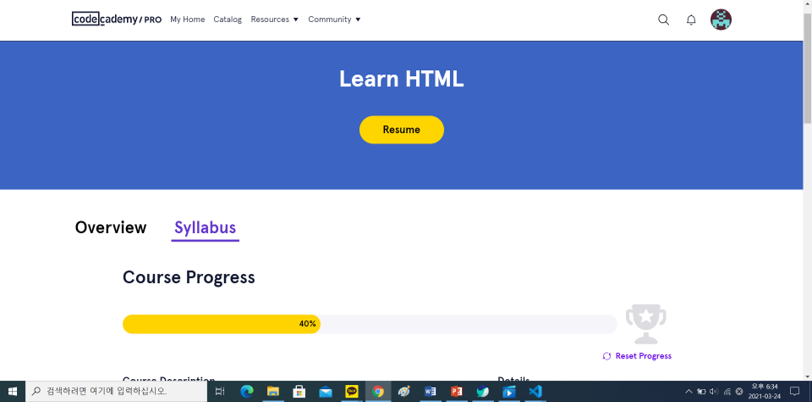 codecademy / PRO My Home Catalog Resources Community
Learn HTML
Resume
Overview Syllabus
Course Progress
40%
Reset Progress
Course Description Details
검색하려면 여기에 입력하십시오.
오후 6:34
2021-03-24